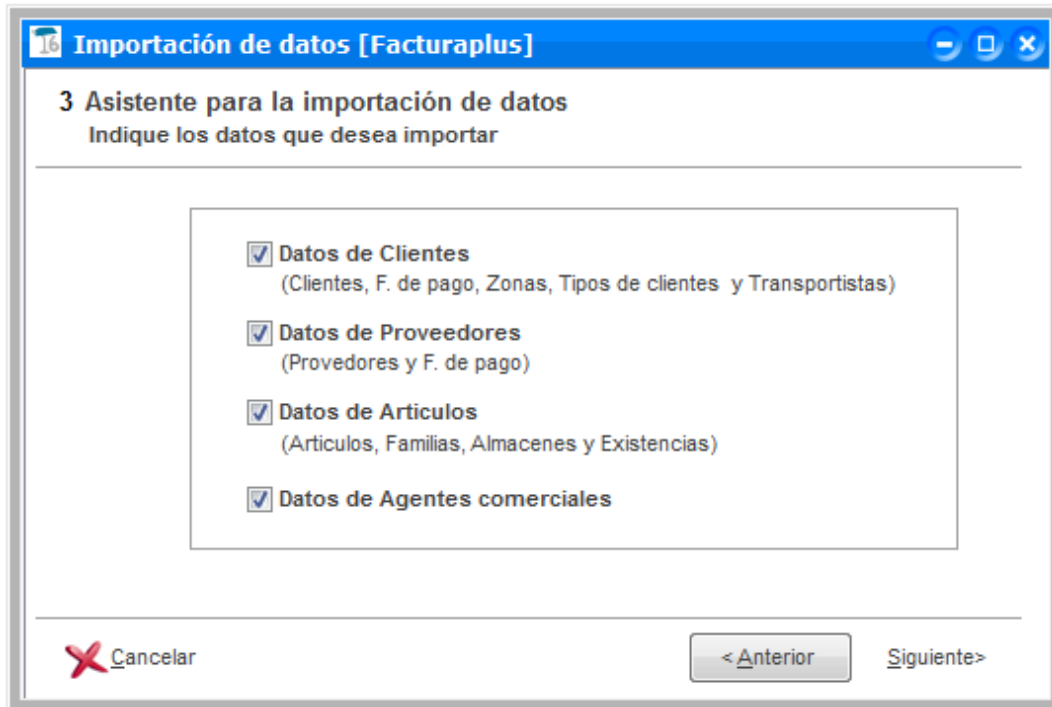 Importación de datos [Facturaplus]
3 Asistente para la importación de datos
Indique los datos que desea importar
Datos de Clientes
(Clientes, F. de pago, Zonas, Tipos de clientes y Transportistas)
Datos de Proveedores
(Provedores y F. de pago)
Datos de Articulos
(Articulos, Familias, Almacenes y Existencias)
Datos de Agentes comerciales
Cancelar
< Anterior
Siguiente>